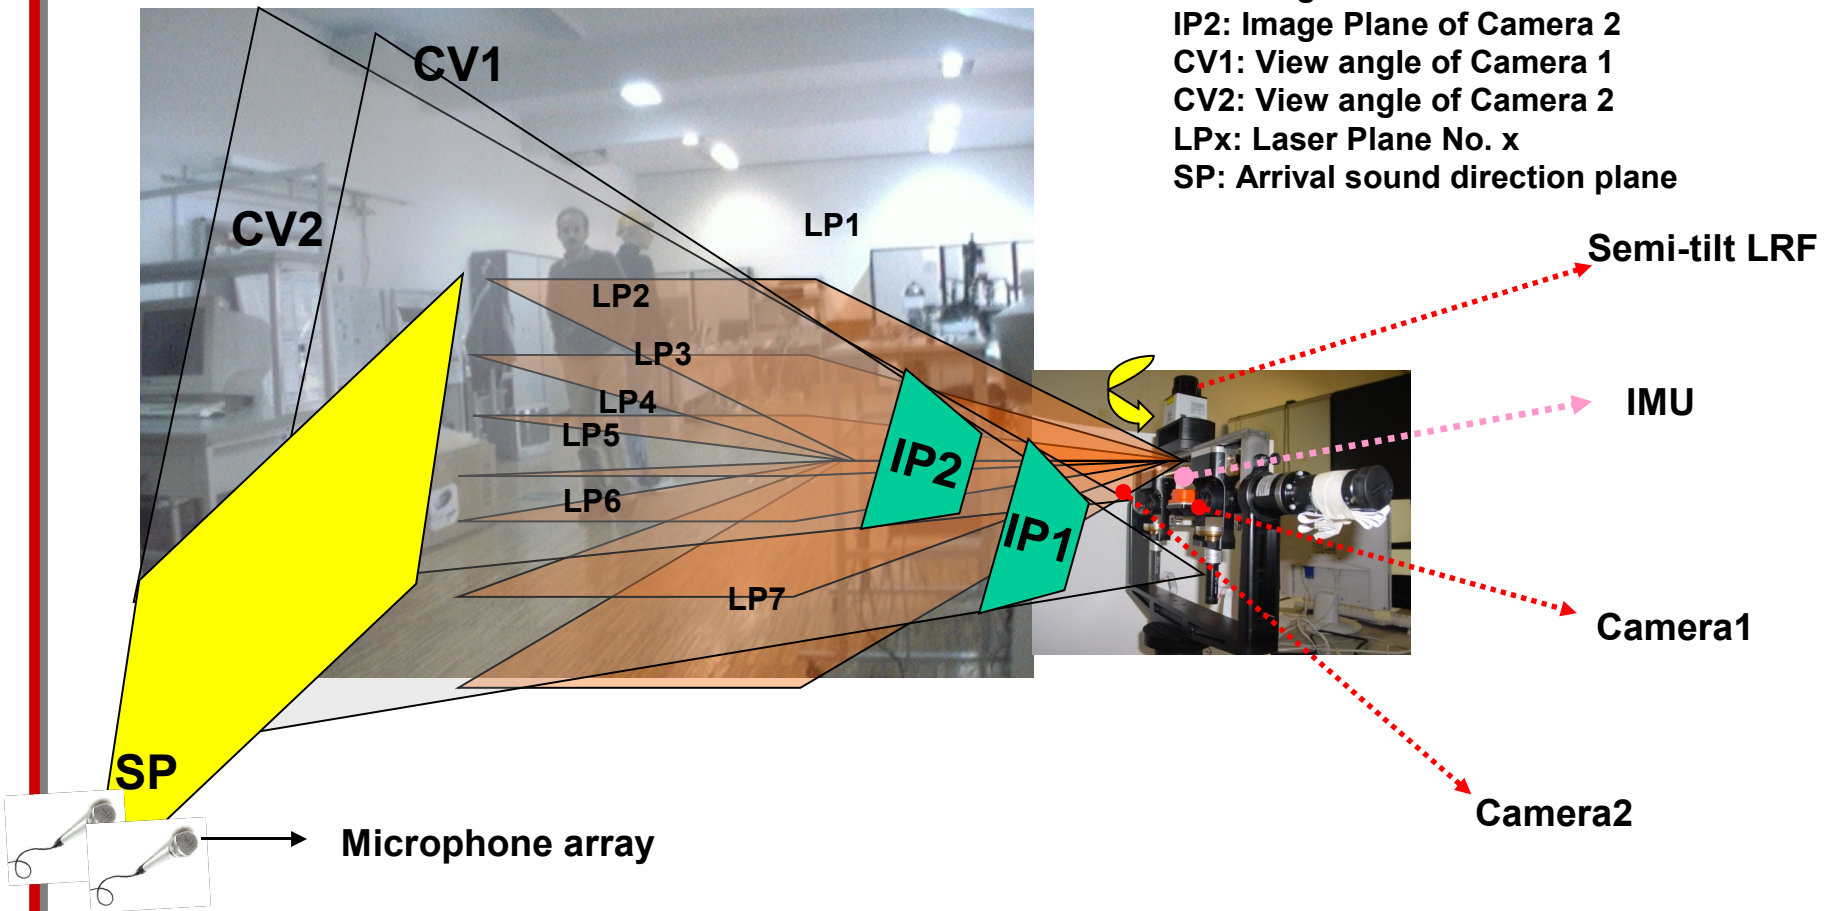 IP2: Image Plane of Camera 2
CV1: View angle of Camera 1
CV2: View angle of Camera 2
LPx: Laser Plane No. x
SP: Arrival sound direction plane
CV1
CV2
LP1
LP2
LP3
LP4
LP5
LP6
LP7
IP2
IP1
SP
Semi-tilt LRF
IMU
Camera1
Camera2
Microphone array